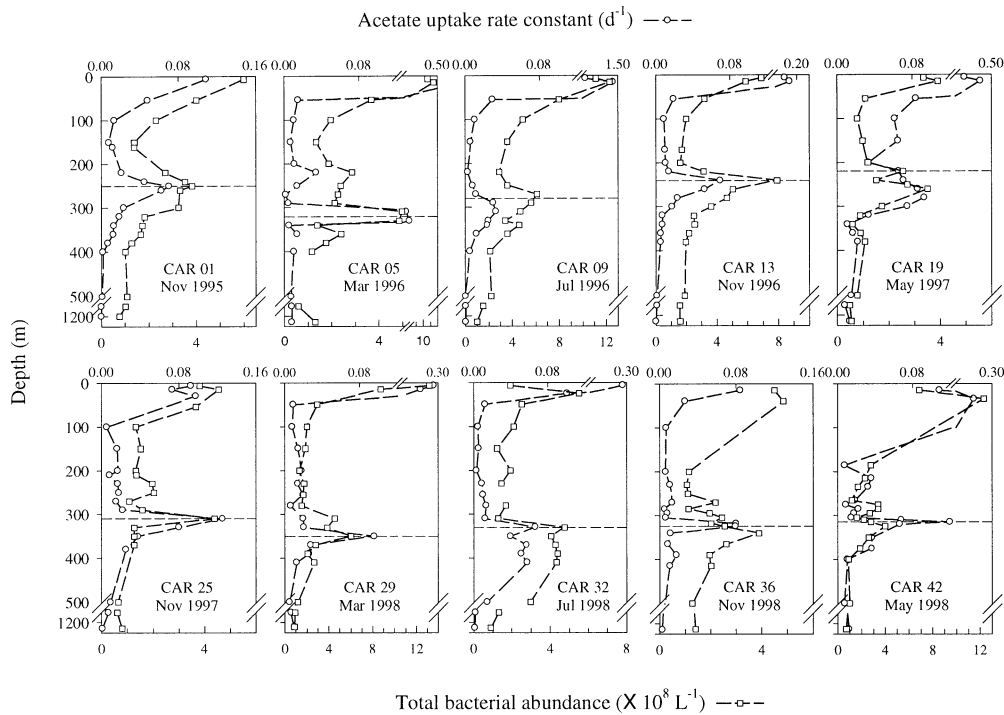 Acetate uptake rate constant (d⁻¹)
0.00 0.08 0.16 0.00 0.08 0.50 0.00 0.08 1.50 0.00 0.08 0.20 0.00 0.08 0.50
0
100
200
300
400
500
1200
CAR 01
Nov 1995
CAR 05
Mar 1996
CAR 09
Jul 1996
CAR 13
Nov 1996
CAR 19
May 1997
0 4 0 4 10 0 3 6 9 12 0 4 8 12 0 4 8 12
Depth (m)
0.00 0.08 0.16 0.00 0.08 0.30 0.00 0.08 0.30 0.00 0.08 0.16 0.00 0.08 0.30
0
100
200
300
400
500
1200
CAR 25
Nov 1997
CAR 29
Mar 1998
CAR 32
Jul 1998
CAR 36
Nov 1998
CAR 42
May 1998
0 4 0 4 8 12 0 2 4 6 8 0 4 0 4 8 12
Total bacterial abundance (X 10⁸ L⁻¹)